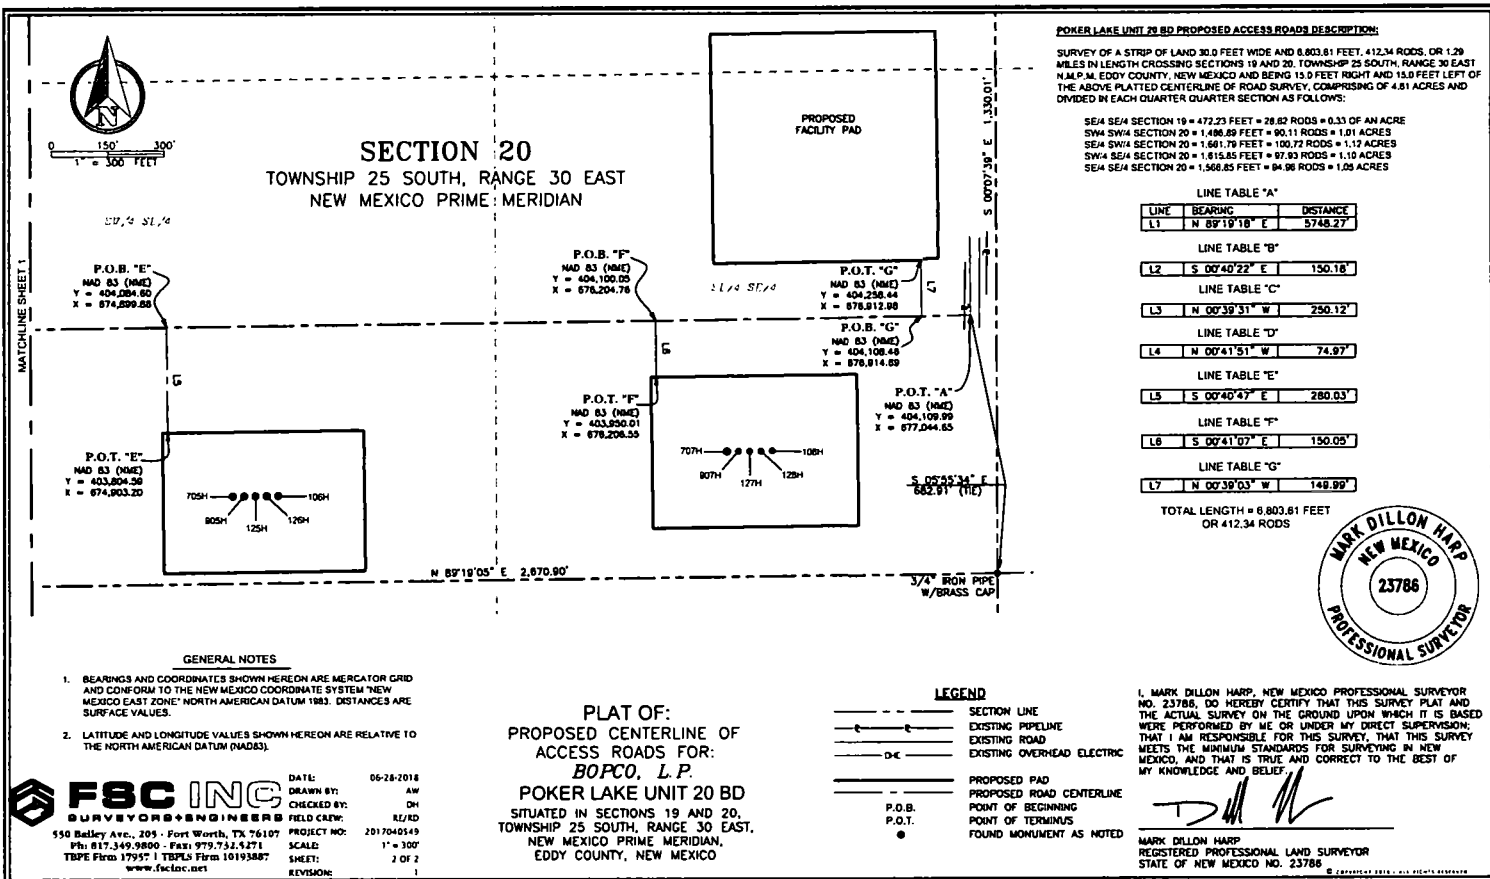 MATCHLINE SHEET 1
N
0 150' 300'
1" = 300 FEET
SECTION 20
TOWNSHIP 25 SOUTH, RANGE 30 EAST
NEW MEXICO PRIME MERIDIAN
SW/4 SE/4
SE/4 SE/4
PROPOSED
FACILITY PAD
S 00°07'39" E 1,330.01'
P.O.B. "E"
NAD 83 (NME)
Y = 404,084.60
X = 674,899.88
P.O.B. "F"
NAD 83 (NME)
Y = 404,100.05
X = 676,204.76
P.O.T. "G"
NAD 83 (NME)
Y = 404,258.44
X = 676,912.98
L7
P.O.B. "G"
NAD 83 (NME)
Y = 404,108.46
X = 676,914.69
L5
L6
P.O.T. "F"
NAD 83 (NME)
Y = 403,950.01
X = 676,206.55
P.O.T. "A"
NAD 83 (NME)
Y = 404,109.99
X = 677,044.65
P.O.T. "E"
NAD 83 (NME)
Y = 403,804.59
X = 674,903.20
705H
905H
125H
126H
106H
707H
907H
127H
128H
108H
S 05°55'34" E
682.91' (TIE)
N 89°19'05" E 2,670.90'
3/4" IRON PIPE
W/BRASS CAP
POKER LAKE UNIT 20 BD PROPOSED ACCESS ROADS DESCRIPTION:
SURVEY OF A STRIP OF LAND 30.0 FEET WIDE AND 6,803.61 FEET, 412.34 RODS, OR 1.29
MILES IN LENGTH CROSSING SECTIONS 19 AND 20, TOWNSHIP 25 SOUTH, RANGE 30 EAST
N.M.P.M. EDDY COUNTY, NEW MEXICO AND BEING 15.0 FEET RIGHT AND 15.0 FEET LEFT OF
THE ABOVE PLATTED CENTERLINE OF ROAD SURVEY, COMPRISING OF 4.61 ACRES AND
DIVIDED IN EACH QUARTER QUARTER SECTION AS FOLLOWS:
SE/4 SE/4 SECTION 19 = 472.23 FEET = 28.62 RODS = 0.33 OF AN ACRE
SW/4 SW/4 SECTION 20 = 1,486.89 FEET = 90.11 RODS = 1.01 ACRES
SE/4 SW/4 SECTION 20 = 1,661.79 FEET = 100.72 RODS = 1.12 ACRES
SW/4 SE/4 SECTION 20 = 1,615.85 FEET = 97.93 RODS = 1.10 ACRES
SE/4 SE/4 SECTION 20 = 1,566.85 FEET = 94.96 RODS = 1.05 ACRES
LINE TABLE "A"
LINE BEARING DISTANCE
L1 N 89°19'18" E 5748.27'
LINE TABLE "B"
L2 S 00°40'22" E 150.18'
LINE TABLE "C"
L3 N 00°39'31" W 250.12'
LINE TABLE "D"
L4 N 00°41'51" W 74.97'
LINE TABLE "E"
L5 S 00°40'47" E 280.03'
LINE TABLE "F"
L6 S 00°41'07" E 150.05'
LINE TABLE "G"
L7 N 00°39'03" W 149.99'
TOTAL LENGTH = 6,803.61 FEET
OR 412.34 RODS
MARK DILLON HARP
NEW MEXICO
23786
PROFESSIONAL SURVEYOR
GENERAL NOTES
1. BEARINGS AND COORDINATES SHOWN HEREON ARE MERCATOR GRID
AND CONFORM TO THE NEW MEXICO COORDINATE SYSTEM "NEW
MEXICO EAST ZONE" NORTH AMERICAN DATUM 1983. DISTANCES ARE
SURFACE VALUES.
2. LATITUDE AND LONGITUDE VALUES SHOWN HEREON ARE RELATIVE TO
THE NORTH AMERICAN DATUM (NAD83).
FSC INC
SURVEYORS+ENGINEERS
550 Bailey Ave., 205 - Fort Worth, TX 76107
Ph: 817.349.9800 - Fax: 979.732.5271
TBPE Firm 17957 | TBPLS Firm 10193887
www.fscinc.net
DATE: 06-28-2018
DRAWN BY: AW
CHECKED BY: DH
FIELD CREW: RE/RD
PROJECT NO: 2017040549
SCALE: 1" = 300'
SHEET: 2 OF 2
REVISION: 1
PLAT OF:
PROPOSED CENTERLINE OF
ACCESS ROADS FOR:
BOPCO, L.P.
POKER LAKE UNIT 20 BD
SITUATED IN SECTIONS 19 AND 20,
TOWNSHIP 25 SOUTH, RANGE 30 EAST,
NEW MEXICO PRIME MERIDIAN,
EDDY COUNTY, NEW MEXICO
LEGEND
SECTION LINE
EXISTING PIPELINE
EXISTING ROAD
OHE EXISTING OVERHEAD ELECTRIC
PROPOSED PAD
PROPOSED ROAD CENTERLINE
P.O.B. POINT OF BEGINNING
P.O.T. POINT OF TERMINUS
FOUND MONUMENT AS NOTED
I, MARK DILLON HARP, NEW MEXICO PROFESSIONAL SURVEYOR
NO. 23786, DO HEREBY CERTIFY THAT THIS SURVEY PLAT AND
THE ACTUAL SURVEY ON THE GROUND UPON WHICH IT IS BASED
WERE PERFORMED BY ME OR UNDER MY DIRECT SUPERVISION;
THAT I AM RESPONSIBLE FOR THIS SURVEY, THAT THIS SURVEY
MEETS THE MINIMUM STANDARDS FOR SURVEYING IN NEW
MEXICO, AND THAT IS TRUE AND CORRECT TO THE BEST OF
MY KNOWLEDGE AND BELIEF.
MARK DILLON HARP
REGISTERED PROFESSIONAL LAND SURVEYOR
STATE OF NEW MEXICO NO. 23786
© COPYRIGHT 2016 - ALL RIGHTS RESERVED